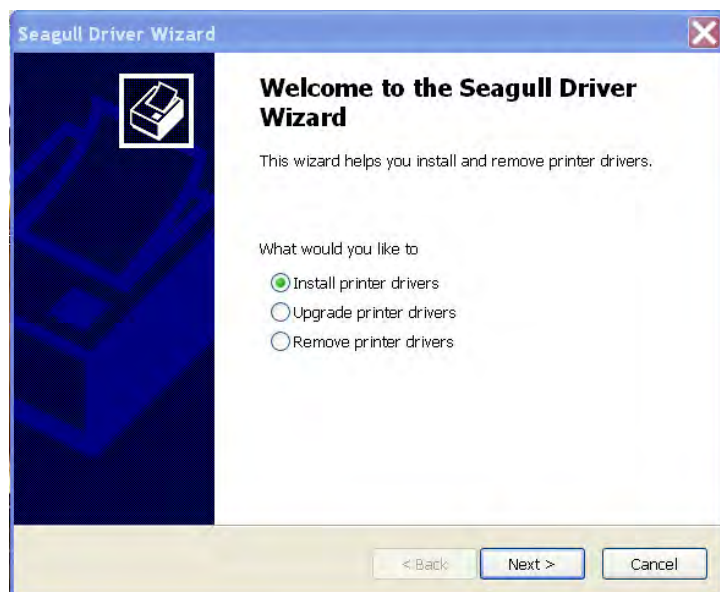 Seagull Driver Wizard
Welcome to the Seagull Driver
Wizard
This wizard helps you install and remove printer drivers.
What would you like to
Install printer drivers
Upgrade printer drivers
Remove printer drivers
< Back
Next >
Cancel